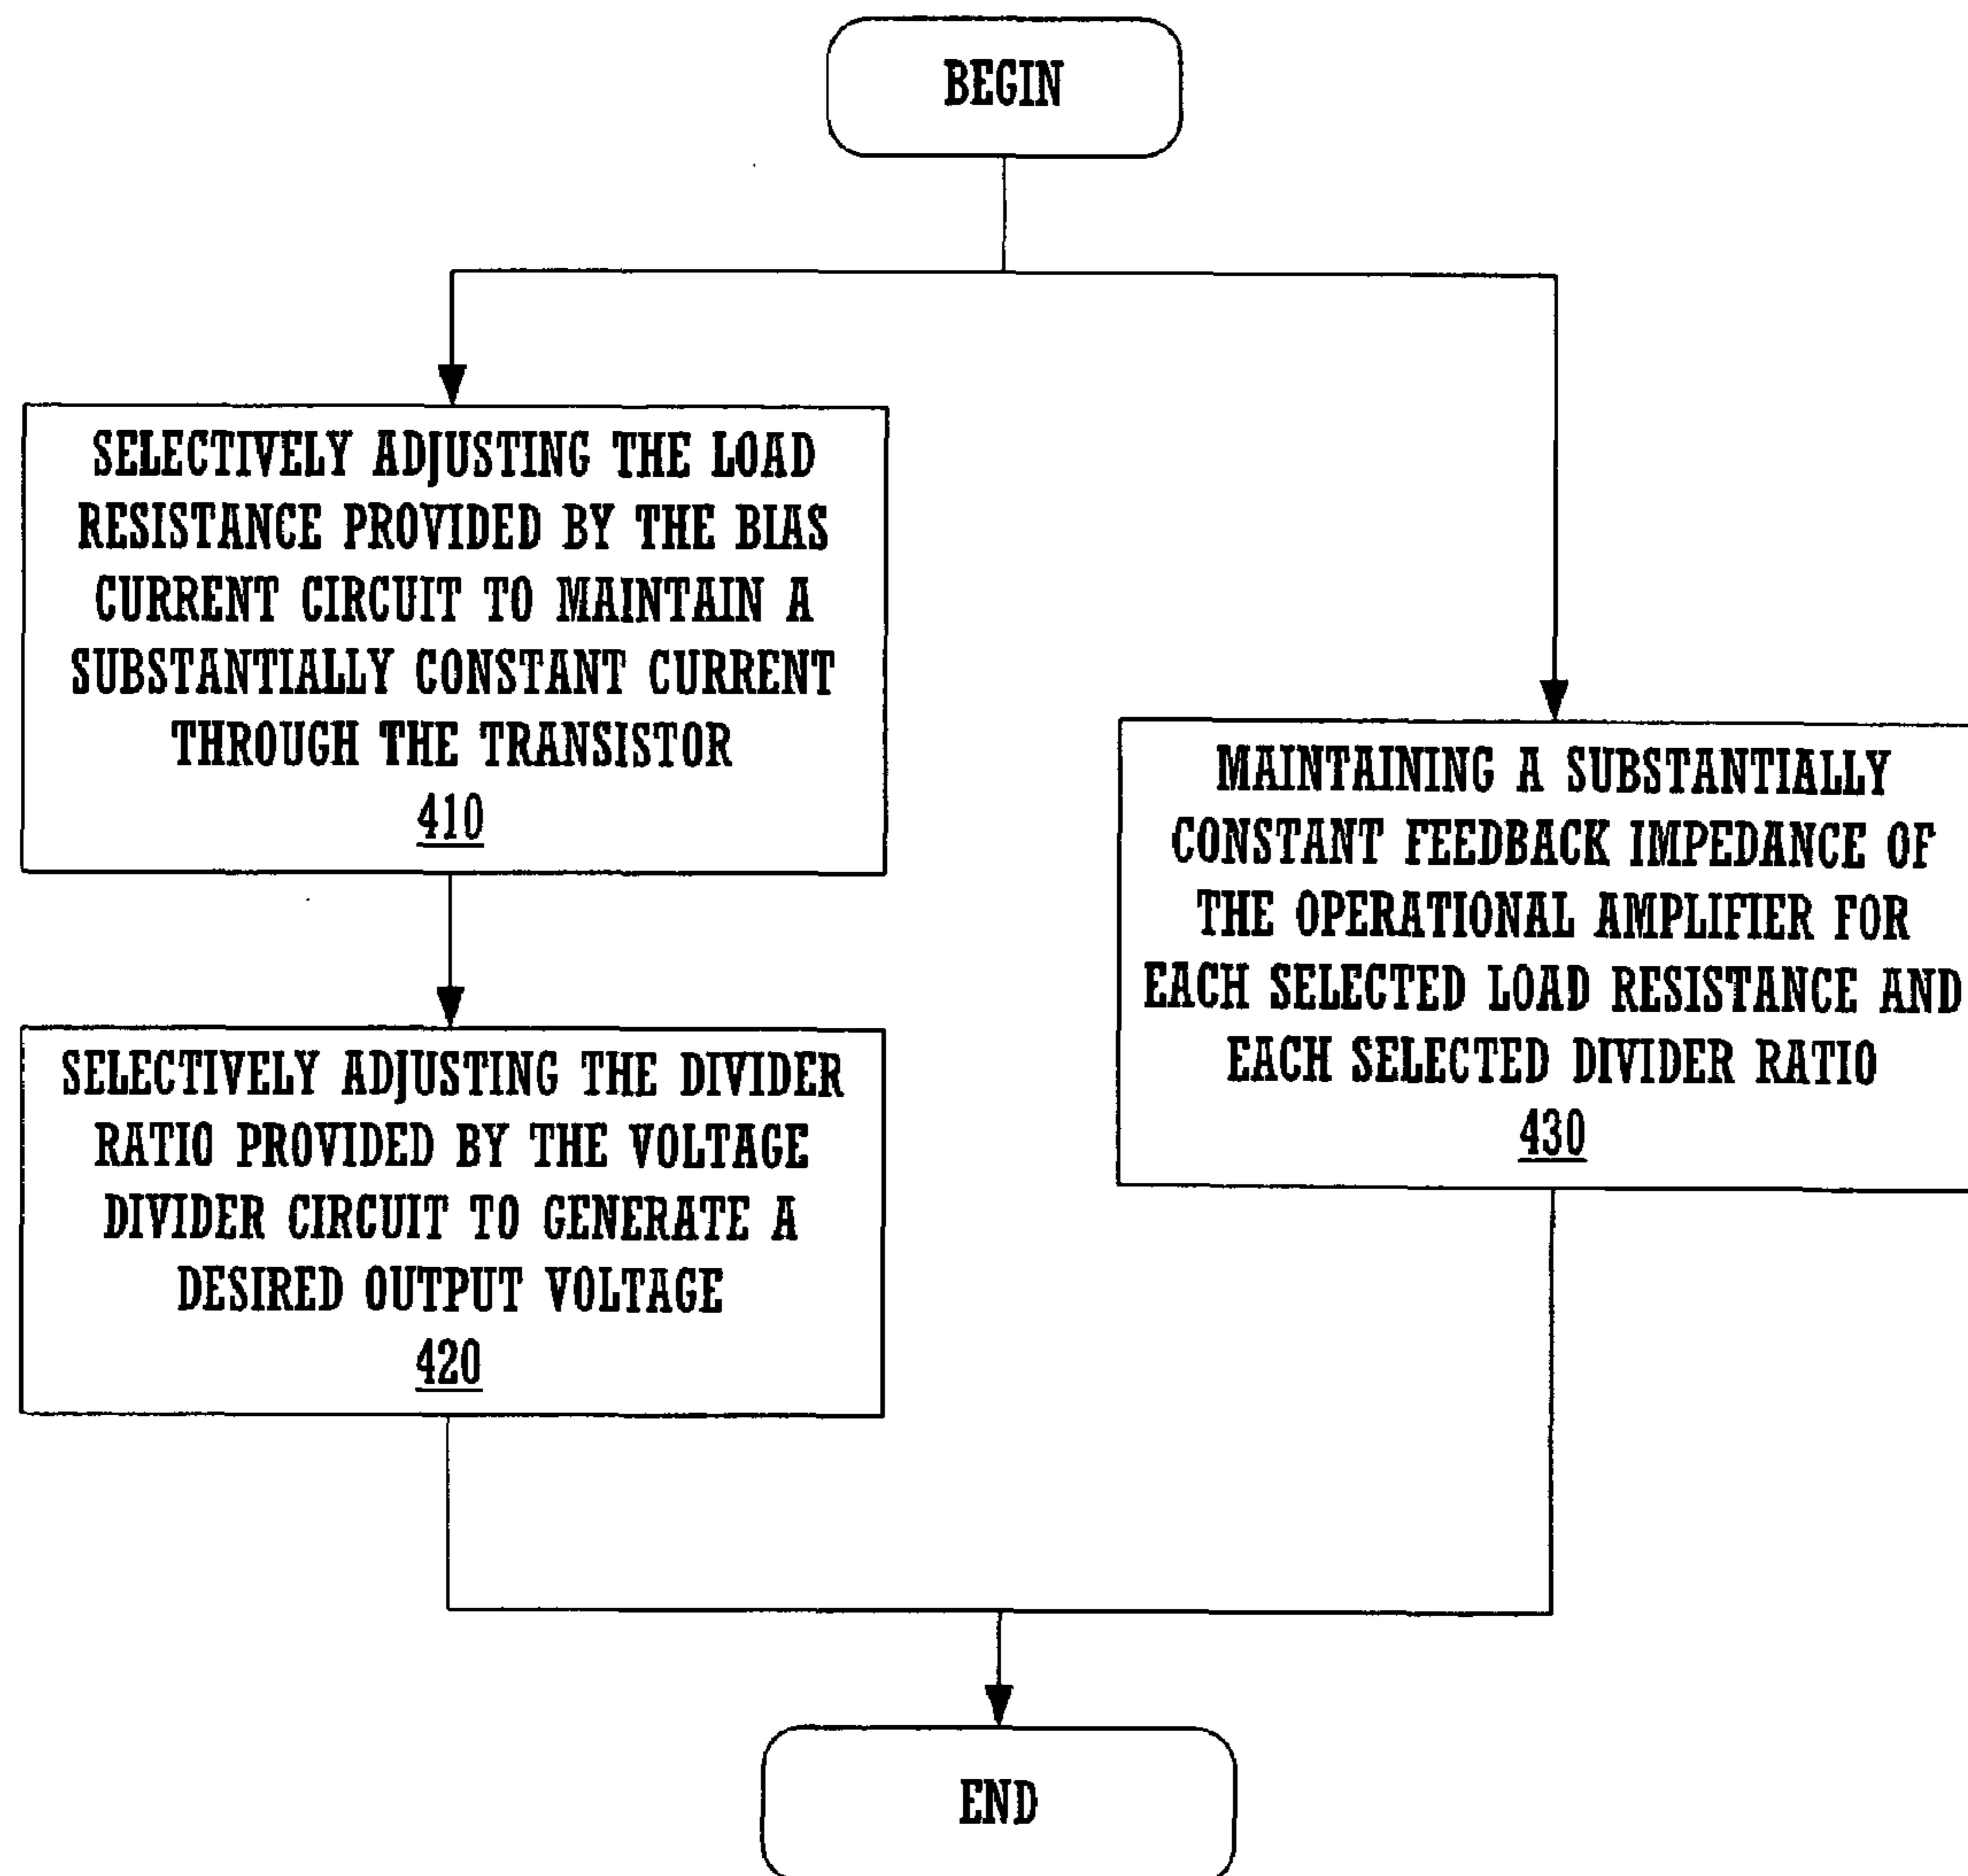 BEGIN
SELECTIVELY ADJUSTING THE LOAD
RESISTANCE PROVIDED BY THE BIAS
CURRENT CIRCUIT TO MAINTAIN A
SUBSTANTIALLY CONSTANT CURRENT
THROUGH THE TRANSISTOR
410
SELECTIVELY ADJUSTING THE DIVIDER
RATIO PROVIDED BY THE VOLTAGE
DIVIDER CIRCUIT TO GENERATE A
DESIRED OUTPUT VOLTAGE
420
MAINTAINING A SUBSTANTIALLY
CONSTANT FEEDBACK IMPEDANCE OF
THE OPERATIONAL AMPLIFIER FOR
EACH SELECTED LOAD RESISTANCE AND
EACH SELECTED DIVIDER RATIO
430
END